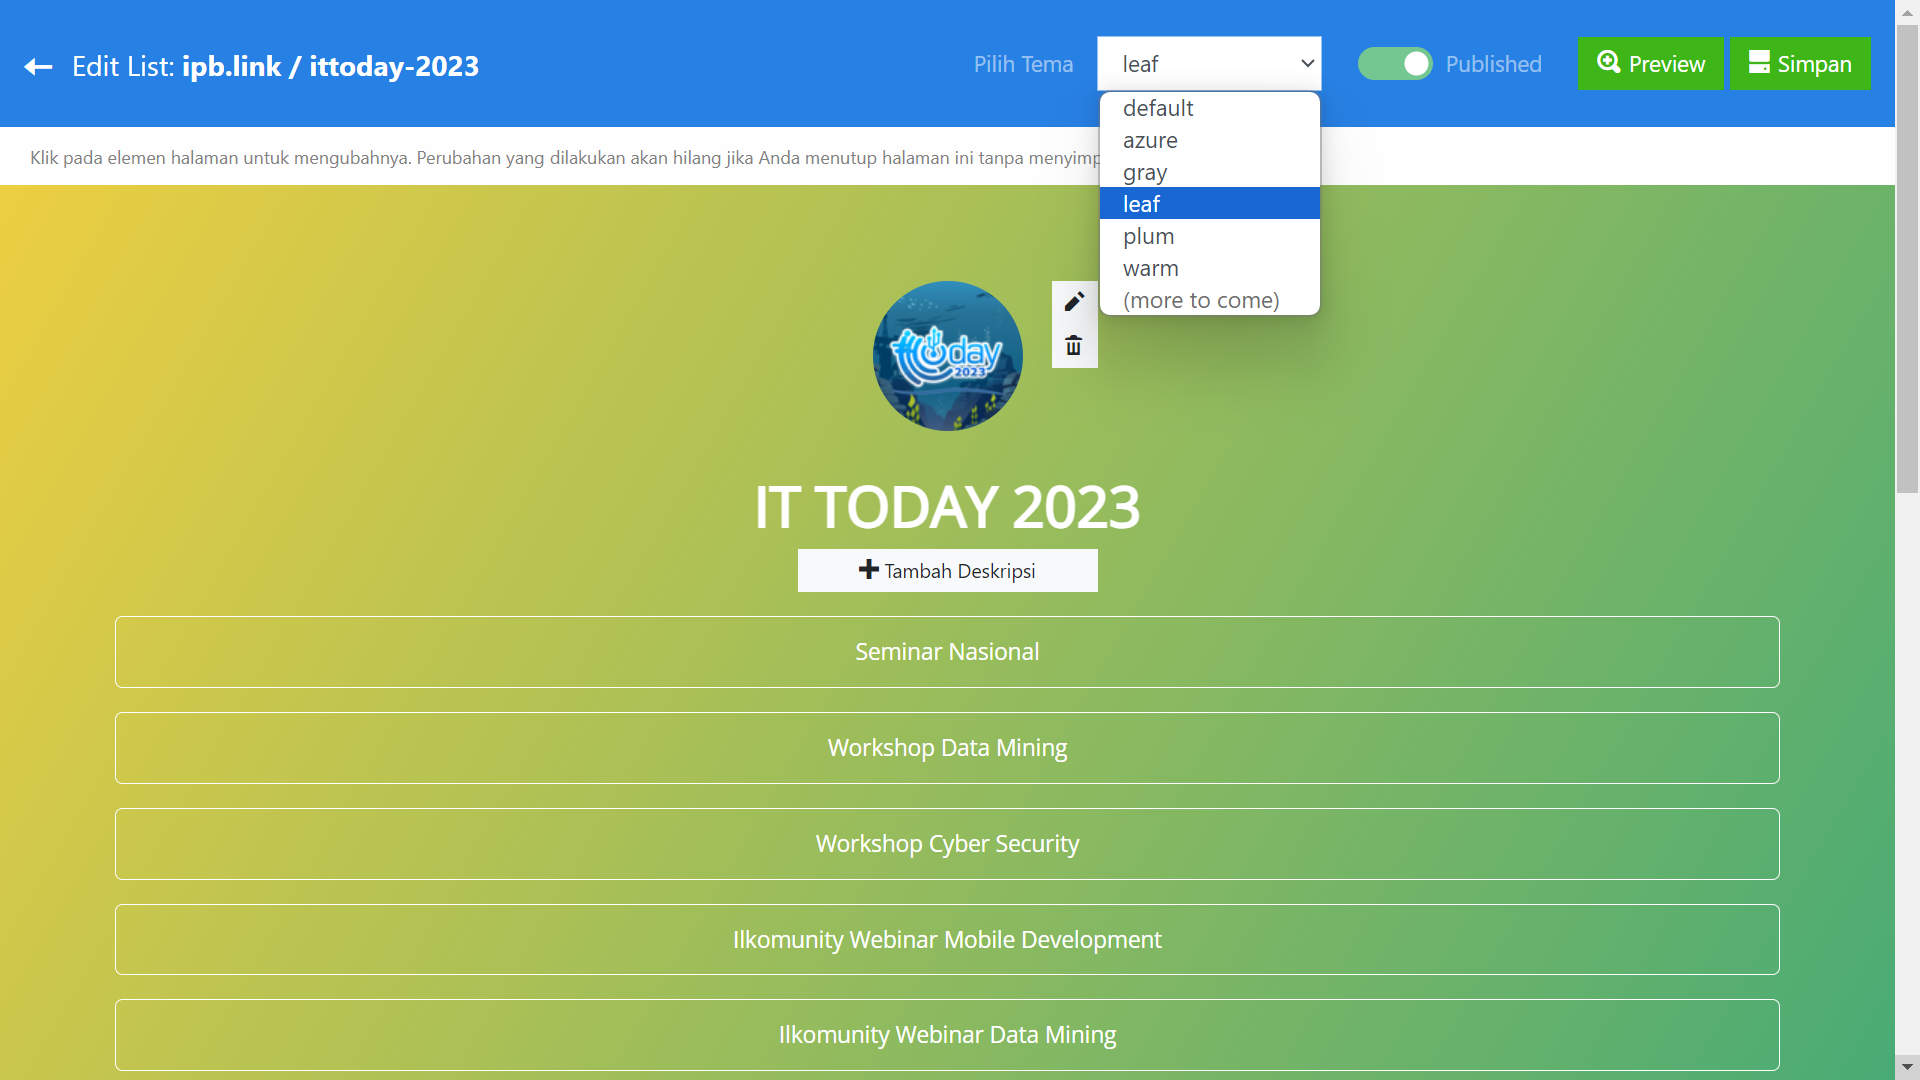 Edit List: ipb.link / ittoday-2023
Pilih Tema
leaf
Published
Preview
Simpan
default
azure
gray
leaf
plum
warm
(more to come)
Klik pada elemen halaman untuk mengubahnya. Perubahan yang dilakukan akan hilang jika Anda menutup halaman ini tanpa
ittoday
2023
IT TODAY 2023
Tambah Deskripsi
Seminar Nasional
Workshop Data Mining
Workshop Cyber Security
Ilkomunity Webinar Mobile Development
Ilkomunity Webinar Data Mining